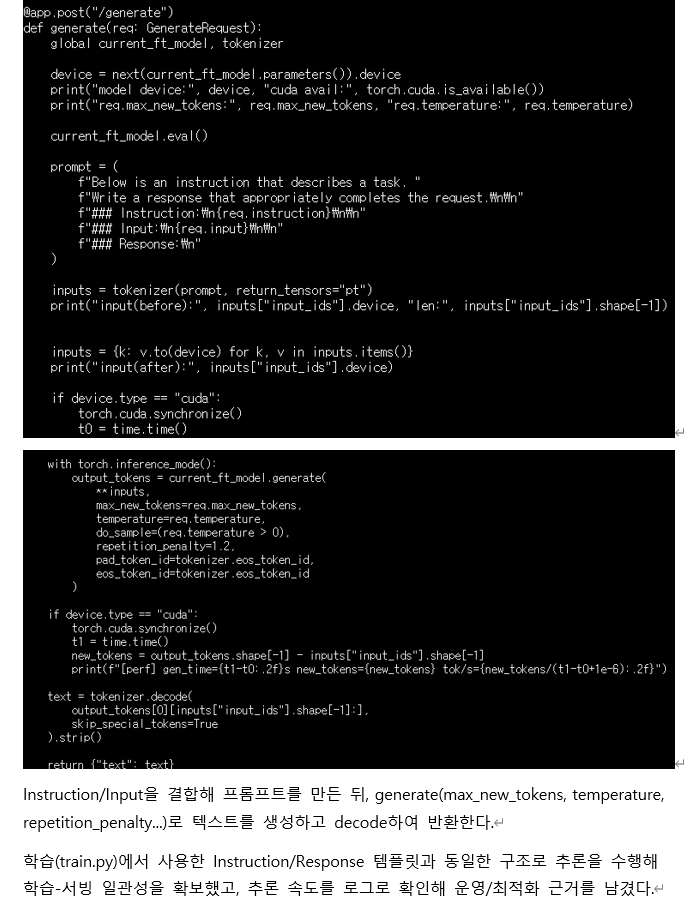 @app.post("/generate")
def generate(req: GenerateRequest):
    global current_ft_model, tokenizer
    device = next(current_ft_model.parameters()).device
    print("model device:", device, "cuda avail:", torch.cuda.is_available())
    print("req.max_new_tokens:", req.max_new_tokens, "req.temperature:", req.temperature)
    current_ft_model.eval()
    prompt = (
        f"Below is an instruction that describes a task. "
        f"Write a response that appropriately completes the request.₩n₩n"
        f"### Instruction:₩n{req.instruction}₩n₩n"
        f"### Input:₩n{req.input}₩n₩n"
        f"### Response:₩n"
    )
    inputs = tokenizer(prompt, return_tensors="pt")
    print("input(before):", inputs["input_ids"].device, "len:", inputs["input_ids"].shape[-1])
    inputs = {k: v.to(device) for k, v in inputs.items()}
    print("input(after):", inputs["input_ids"].device)
    if device.type == "cuda":
        torch.cuda.synchronize()
        t0 = time.time()
    with torch.inference_mode():
        output_tokens = current_ft_model.generate(
            **inputs,
            max_new_tokens=req.max_new_tokens,
            temperature=req.temperature,
            do_sample=(req.temperature > 0),
            repetition_penalty=1.2,
            pad_token_id=tokenizer.eos_token_id,
            eos_token_id=tokenizer.eos_token_id
        )
    if device.type == "cuda":
        torch.cuda.synchronize()
        t1 = time.time()
        new_tokens = output_tokens.shape[-1] - inputs["input_ids"].shape[-1]
        print(f"[perf] gen_time={t1-t0:.2f}s new_tokens={new_tokens} tok/s={new_tokens/(t1-t0+1e-6):.2f}")
    text = tokenizer.decode(
        output_tokens[0][inputs["input_ids"].shape[-1]:],
        skip_special_tokens=True
    ).strip()
    return {"text": text}
Instruction/Input을 결합해 프롬프트를 만든 뒤, generate(max_new_tokens, temperature,
repetition_penalty...)로 텍스트를 생성하고 decode하여 반환한다.
학습(train.py)에서 사용한 Instruction/Response 템플릿과 동일한 구조로 추론을 수행해
학습-서빙 일관성을 확보했고, 추론 속도를 로그로 확인해 운영/최적화 근거를 남겼다.